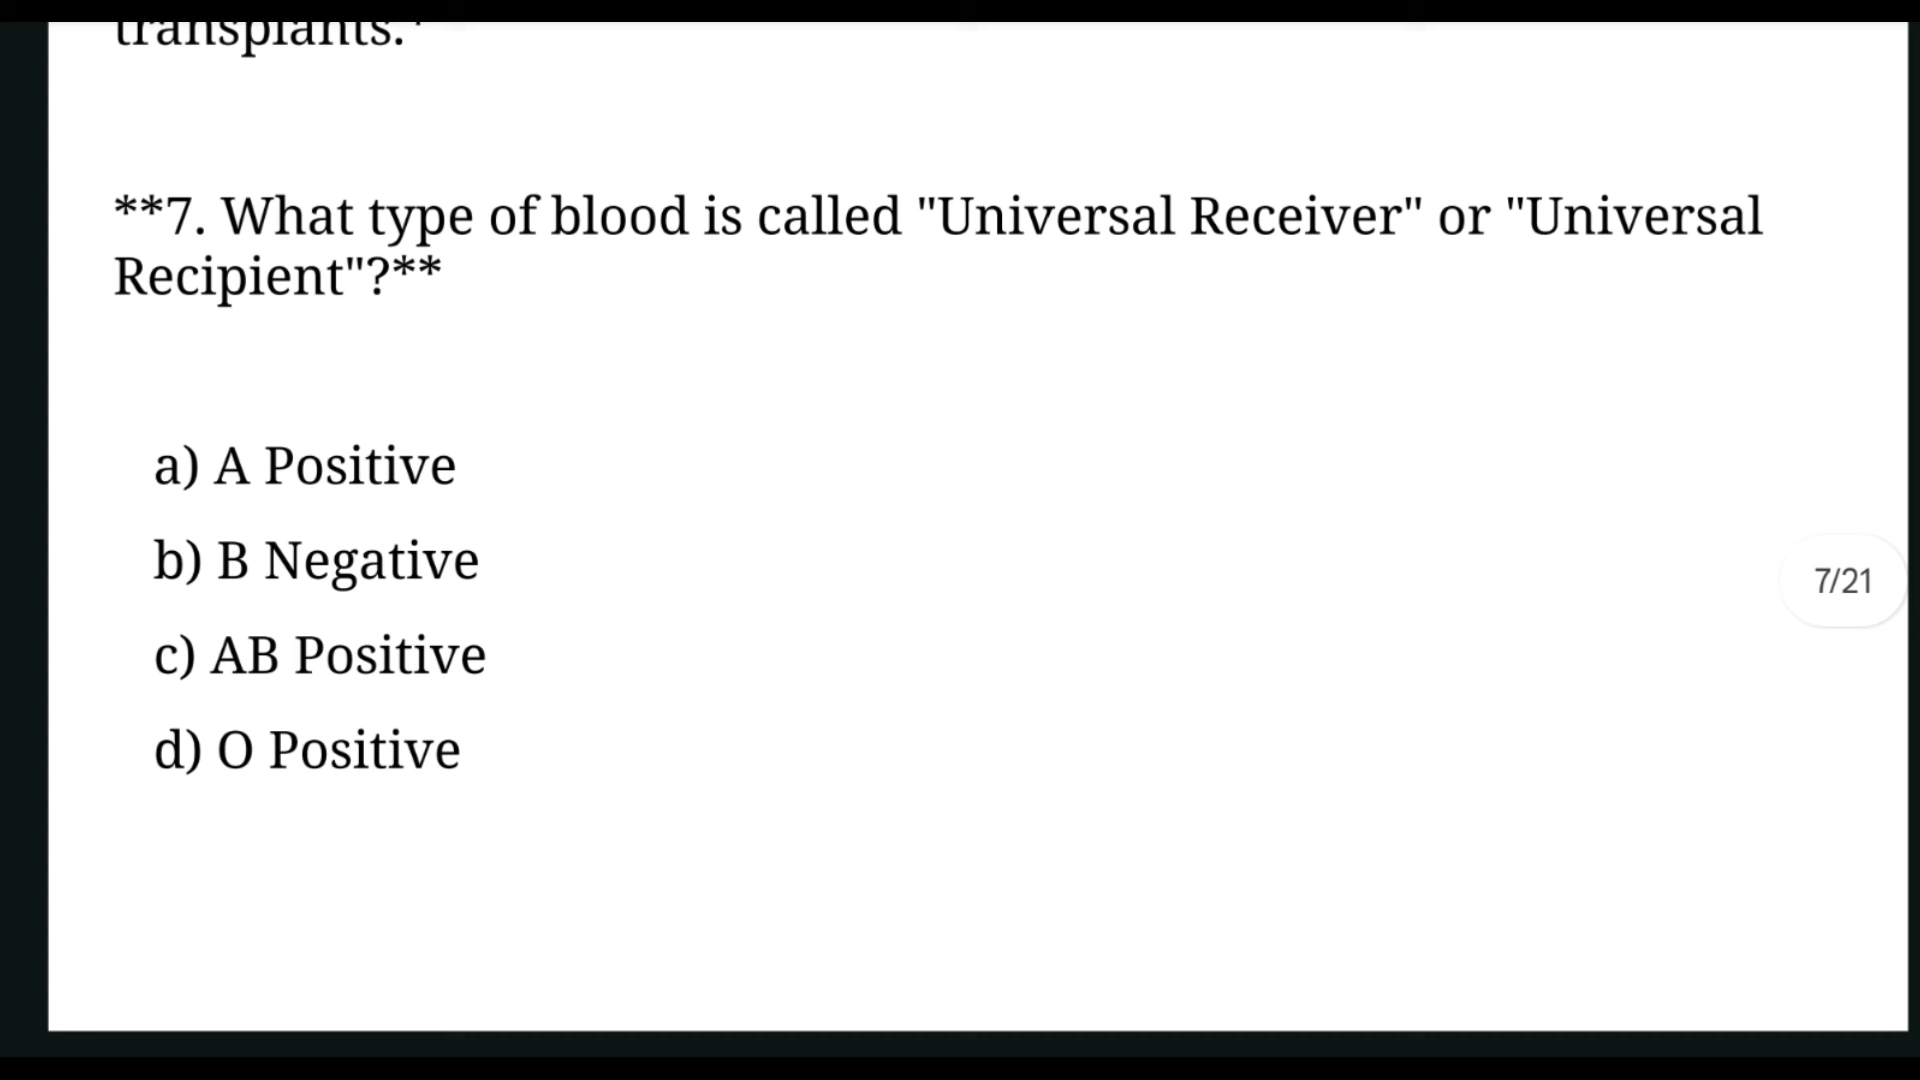 transplants.*
**7. What type of blood is called "Universal Receiver" or "Universal
Recipient"?**
a) A Positive
b) B Negative
c) AB Positive
d) O Positive
7/21